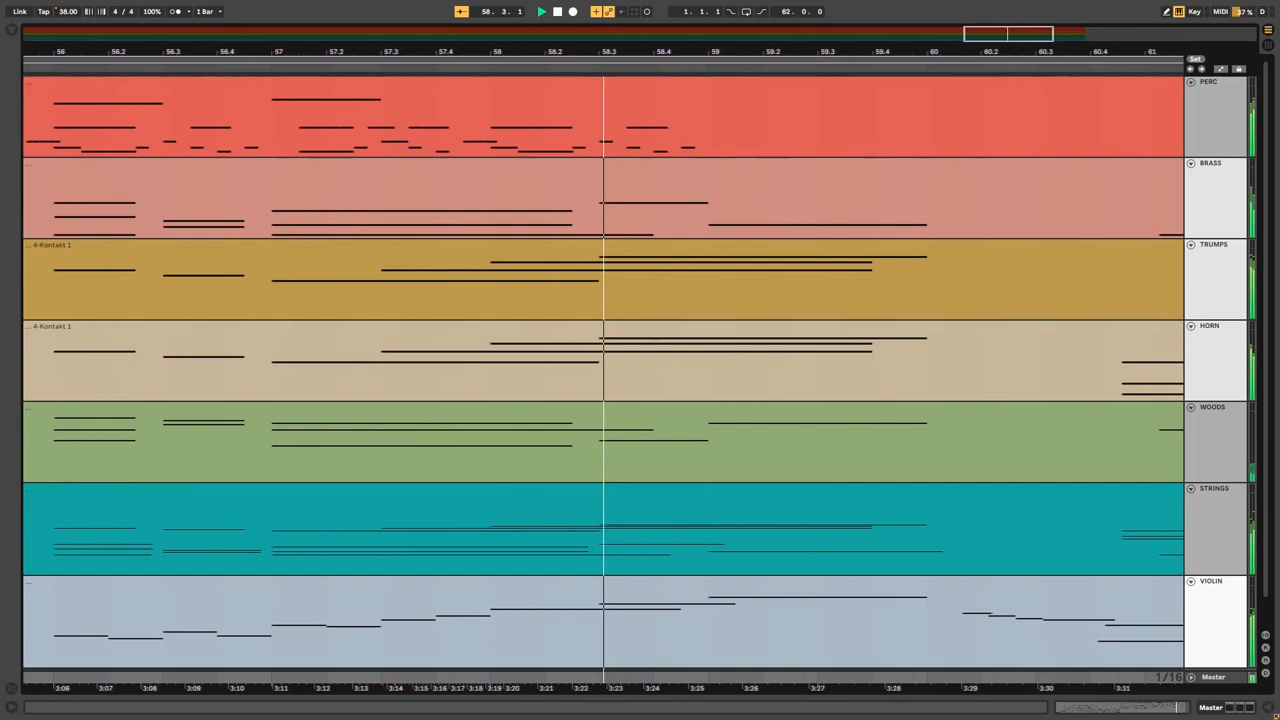 Link Tap 38.00 4 / 4 100% 1 Bar 58. 3. 1 1. 1. 1 62. 0. 0 Key MIDI 37 % D
56 56.2 56.3 56.4 57 57.2 57.3 57.4 58 58.2 58.3 58.4 59 59.2 59.3 59.4 60 60.2 60.3 60.4 61
Set
... PERC
... BRASS
... 4-Kontakt 1 TRUMPS
... 4-Kontakt 1 HORN
... WOODS
... STRINGS
... VIOLIN
1/16 Master
3:06 3:07 3:08 3:09 3:10 3:11 3:12 3:13 3:14 3:15 3:16 3:17 3:18 3:19 3:20 3:21 3:22 3:23 3:24 3:25 3:26 3:27 3:28 3:29 3:30 3:31
Master